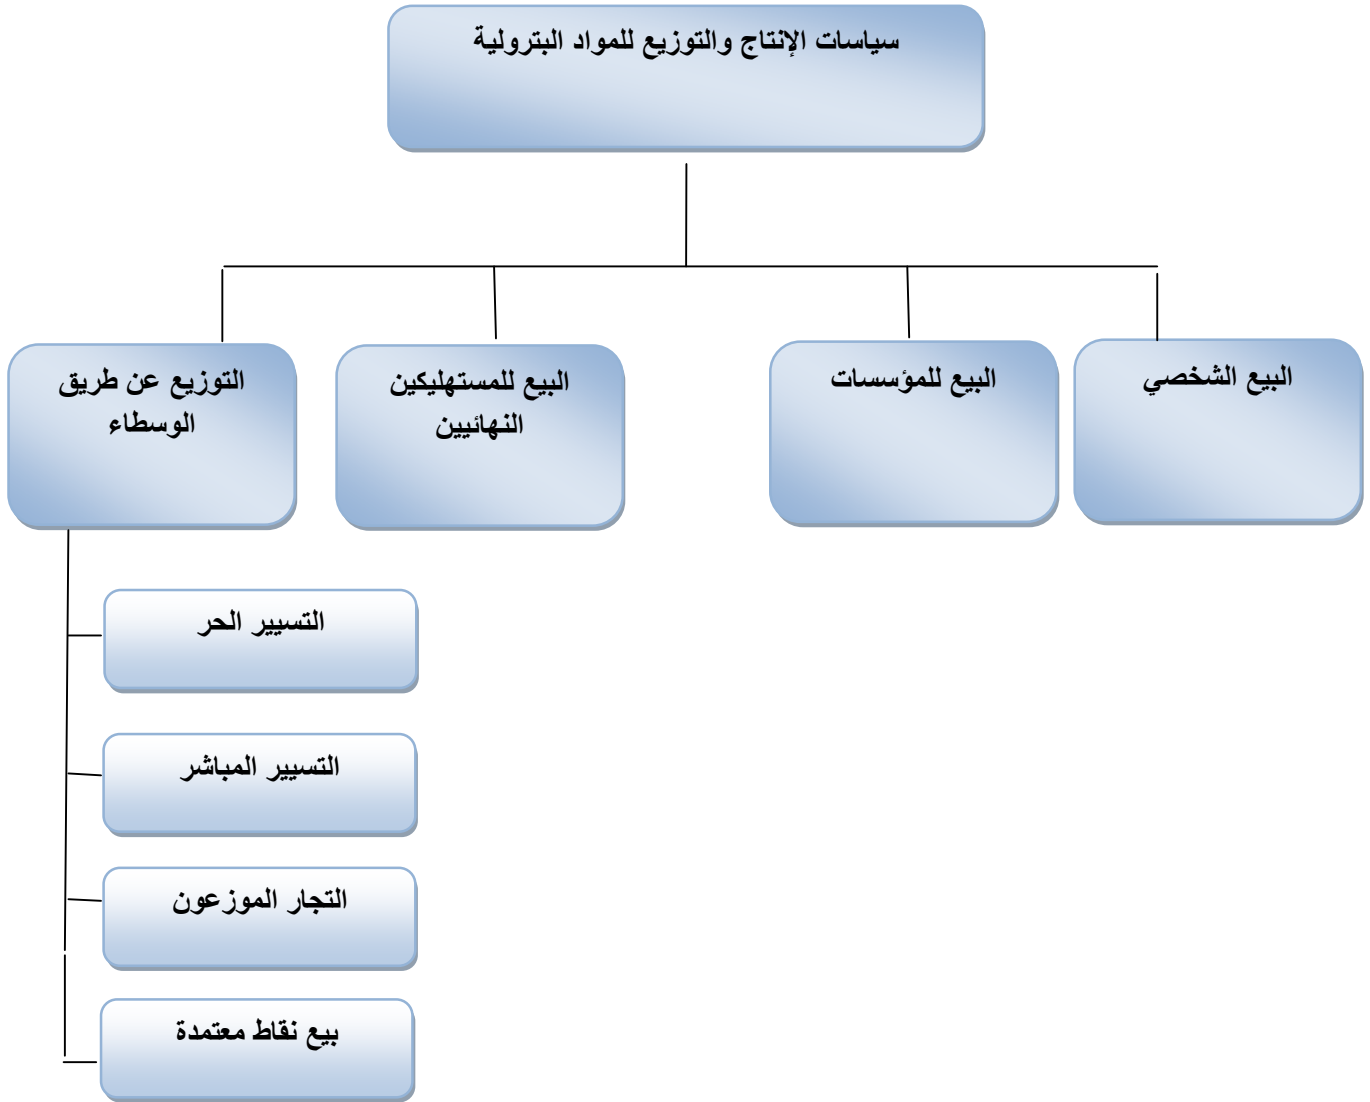 سياسات الإنتاج والتوزيع للمواد البترولية
البيع الشخصي
البيع للمؤسسات
البيع للمستهليكين
النهائيين
التوزيع عن طريق
الوسطاء
التسيير الحر
التسيير المباشر
التجار الموزعون
بيع نقاط معتمدة